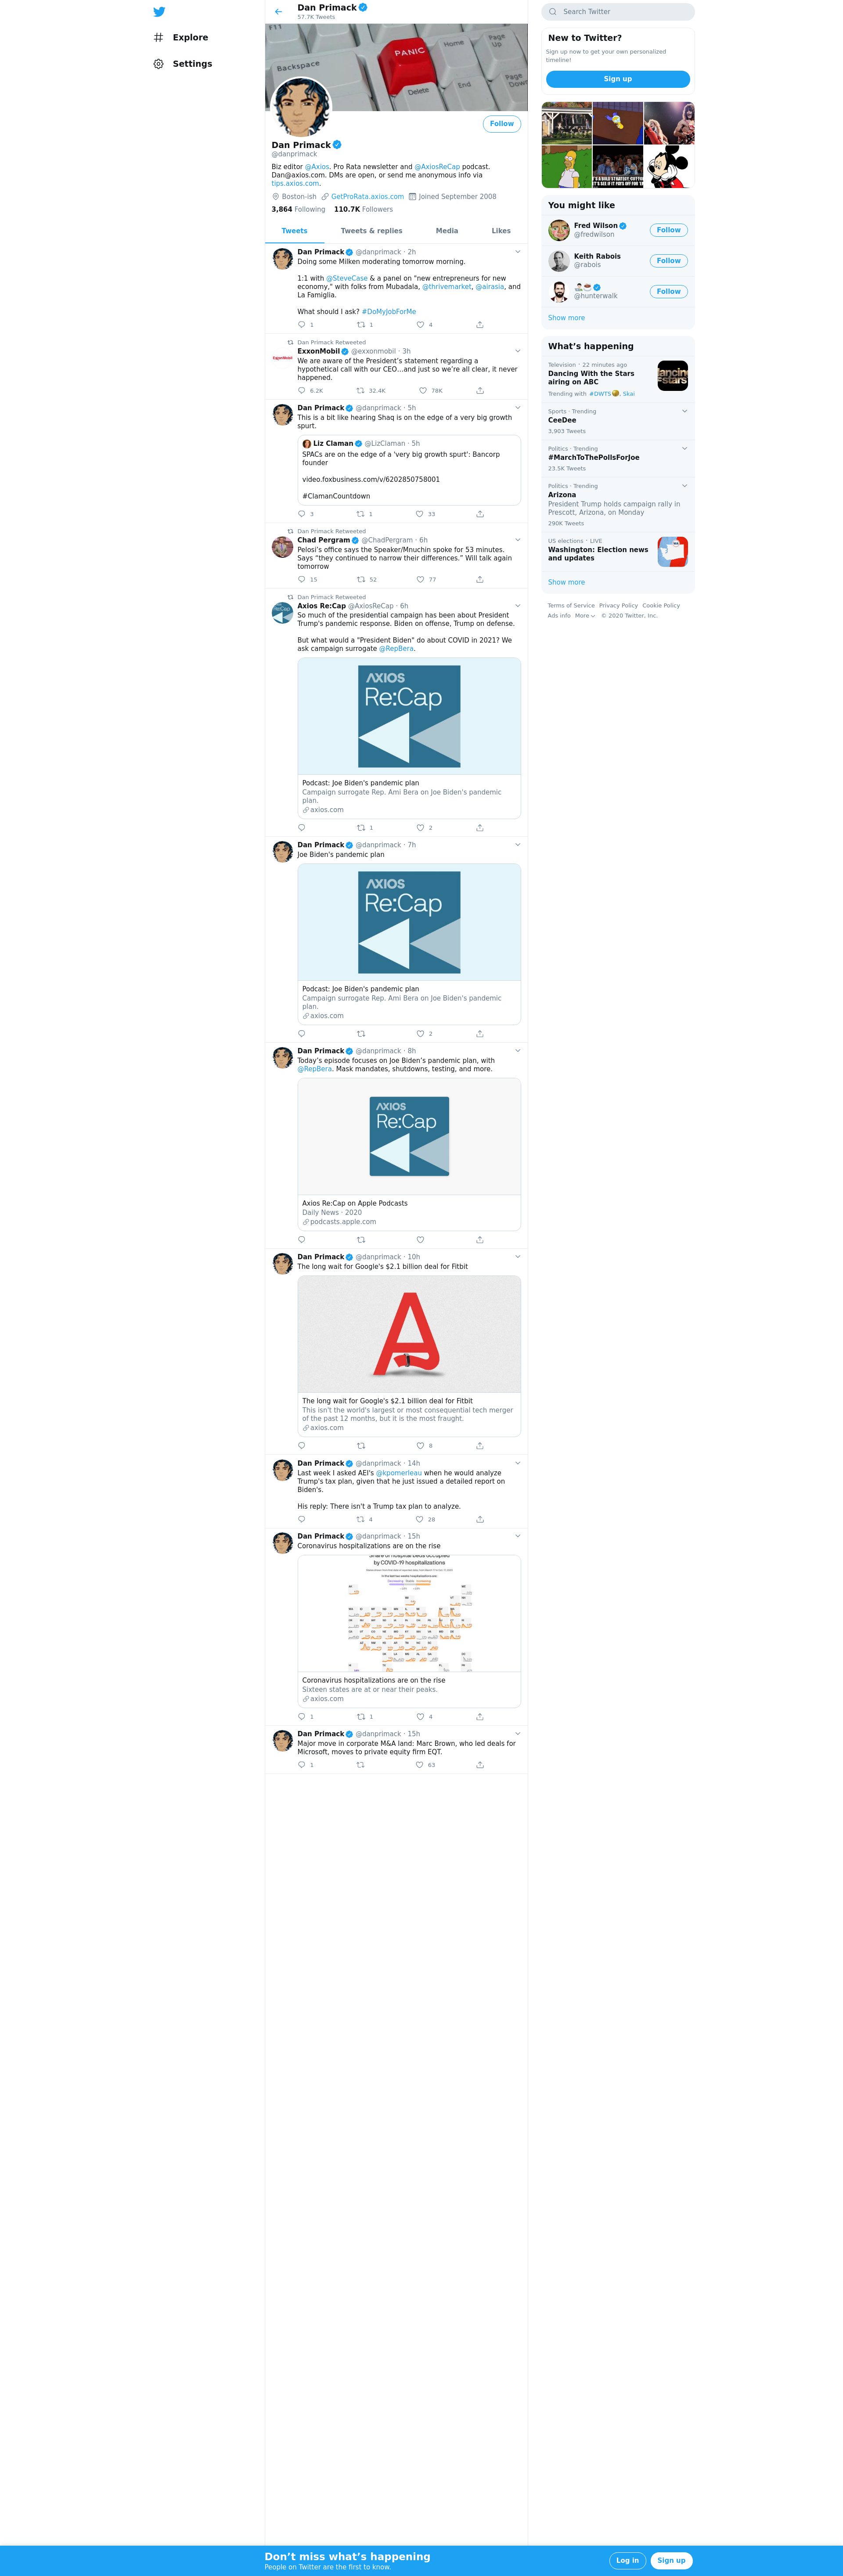 Explore
Settings
Dan Primack
57.7K Tweets
F11
Backspace
PANIC
Home
Page Up
Delete
End
Page Down
Follow
Dan Primack
@danprimack
Biz editor @Axios. Pro Rata newsletter and @AxiosReCap podcast.
Dan@axios.com. DMs are open, or send me anonymous info via
tips.axios.com.
Boston-ish GetProRata.axios.com Joined September 2008
3,864 Following 110.7K Followers
Tweets Tweets & replies Media Likes
Dan Primack @danprimack · 2h
Doing some Milken moderating tomorrow morning.
1:1 with @SteveCase & a panel on "new entrepreneurs for new
economy," with folks from Mubadala, @thrivemarket, @airasia, and
La Famiglia.
What should I ask? #DoMyJobForMe
1 1 4
Dan Primack Retweeted
ExxonMobil
ExxonMobil @exxonmobil · 3h
We are aware of the President’s statement regarding a
hypothetical call with our CEO…and just so we’re all clear, it never
happened.
6.2K 32.4K 78K
Dan Primack @danprimack · 5h
This is a bit like hearing Shaq is on the edge of a very big growth
spurt.
Liz Claman @LizClaman · 5h
SPACs are on the edge of a 'very big growth spurt': Bancorp
founder
video.foxbusiness.com/v/6202850758001
#ClamanCountdown
3 1 33
Dan Primack Retweeted
Chad Pergram @ChadPergram · 6h
Pelosi’s office says the Speaker/Mnuchin spoke for 53 minutes.
Says “they continued to narrow their differences.” Will talk again
tomorrow
15 52 77
Dan Primack Retweeted
Axios Re:Cap @AxiosReCap · 6h
So much of the presidential campaign has been about President
Trump's pandemic response. Biden on offense, Trump on defense.
But what would a "President Biden" do about COVID in 2021? We
ask campaign surrogate @RepBera.
AXIOS
Re:Cap
Podcast: Joe Biden's pandemic plan
Campaign surrogate Rep. Ami Bera on Joe Biden's pandemic
plan.
axios.com
1 2
Dan Primack @danprimack · 7h
Joe Biden's pandemic plan
AXIOS
Re:Cap
Podcast: Joe Biden's pandemic plan
Campaign surrogate Rep. Ami Bera on Joe Biden's pandemic
plan.
axios.com
2
Dan Primack @danprimack · 8h
Today’s episode focuses on Joe Biden’s pandemic plan, with
@RepBera. Mask mandates, shutdowns, testing, and more.
AXIOS
Re:Cap
Axios Re:Cap on Apple Podcasts
Daily News · 2020
podcasts.apple.com
Dan Primack @danprimack · 10h
The long wait for Google's $2.1 billion deal for Fitbit
The long wait for Google's $2.1 billion deal for Fitbit
This isn't the world's largest or most consequential tech merger
of the past 12 months, but it is the most fraught.
axios.com
8
Dan Primack @danprimack · 14h
Last week I asked AEI's @kpomerleau when he would analyze
Trump's tax plan, given that he just issued a detailed report on
Biden's.
His reply: There isn't a Trump tax plan to analyze.
4 28
Dan Primack @danprimack · 15h
Coronavirus hospitalizations are on the rise
Share of hospital beds occupied
by COVID-19 hospitalizations
Coronavirus hospitalizations are on the rise
Sixteen states are at or near their peaks.
axios.com
1 1 4
Dan Primack @danprimack · 15h
Major move in corporate M&A land: Marc Brown, who led deals for
Microsoft, moves to private equity firm EQT.
1 63
Search Twitter
New to Twitter?
Sign up now to get your own personalized
timeline!
Sign up
You might like
Fred Wilson
@fredwilson
Follow
Keith Rabois
@rabois
Follow
@hunterwalk
Follow
Show more
What’s happening
Television · 22 minutes ago
Dancing With the Stars
airing on ABC
Trending with #DWTS, Skai
Sports · Trending
CeeDee
3,903 Tweets
Politics · Trending
#MarchToThePollsForJoe
23.5K Tweets
Politics · Trending
Arizona
President Trump holds campaign rally in
Prescott, Arizona, on Monday
290K Tweets
US elections · LIVE
Washington: Election news
and updates
Show more
Terms of Service Privacy Policy Cookie Policy
Ads info More © 2020 Twitter, Inc.
Don’t miss what’s happening
People on Twitter are the first to know.
Log in
Sign up